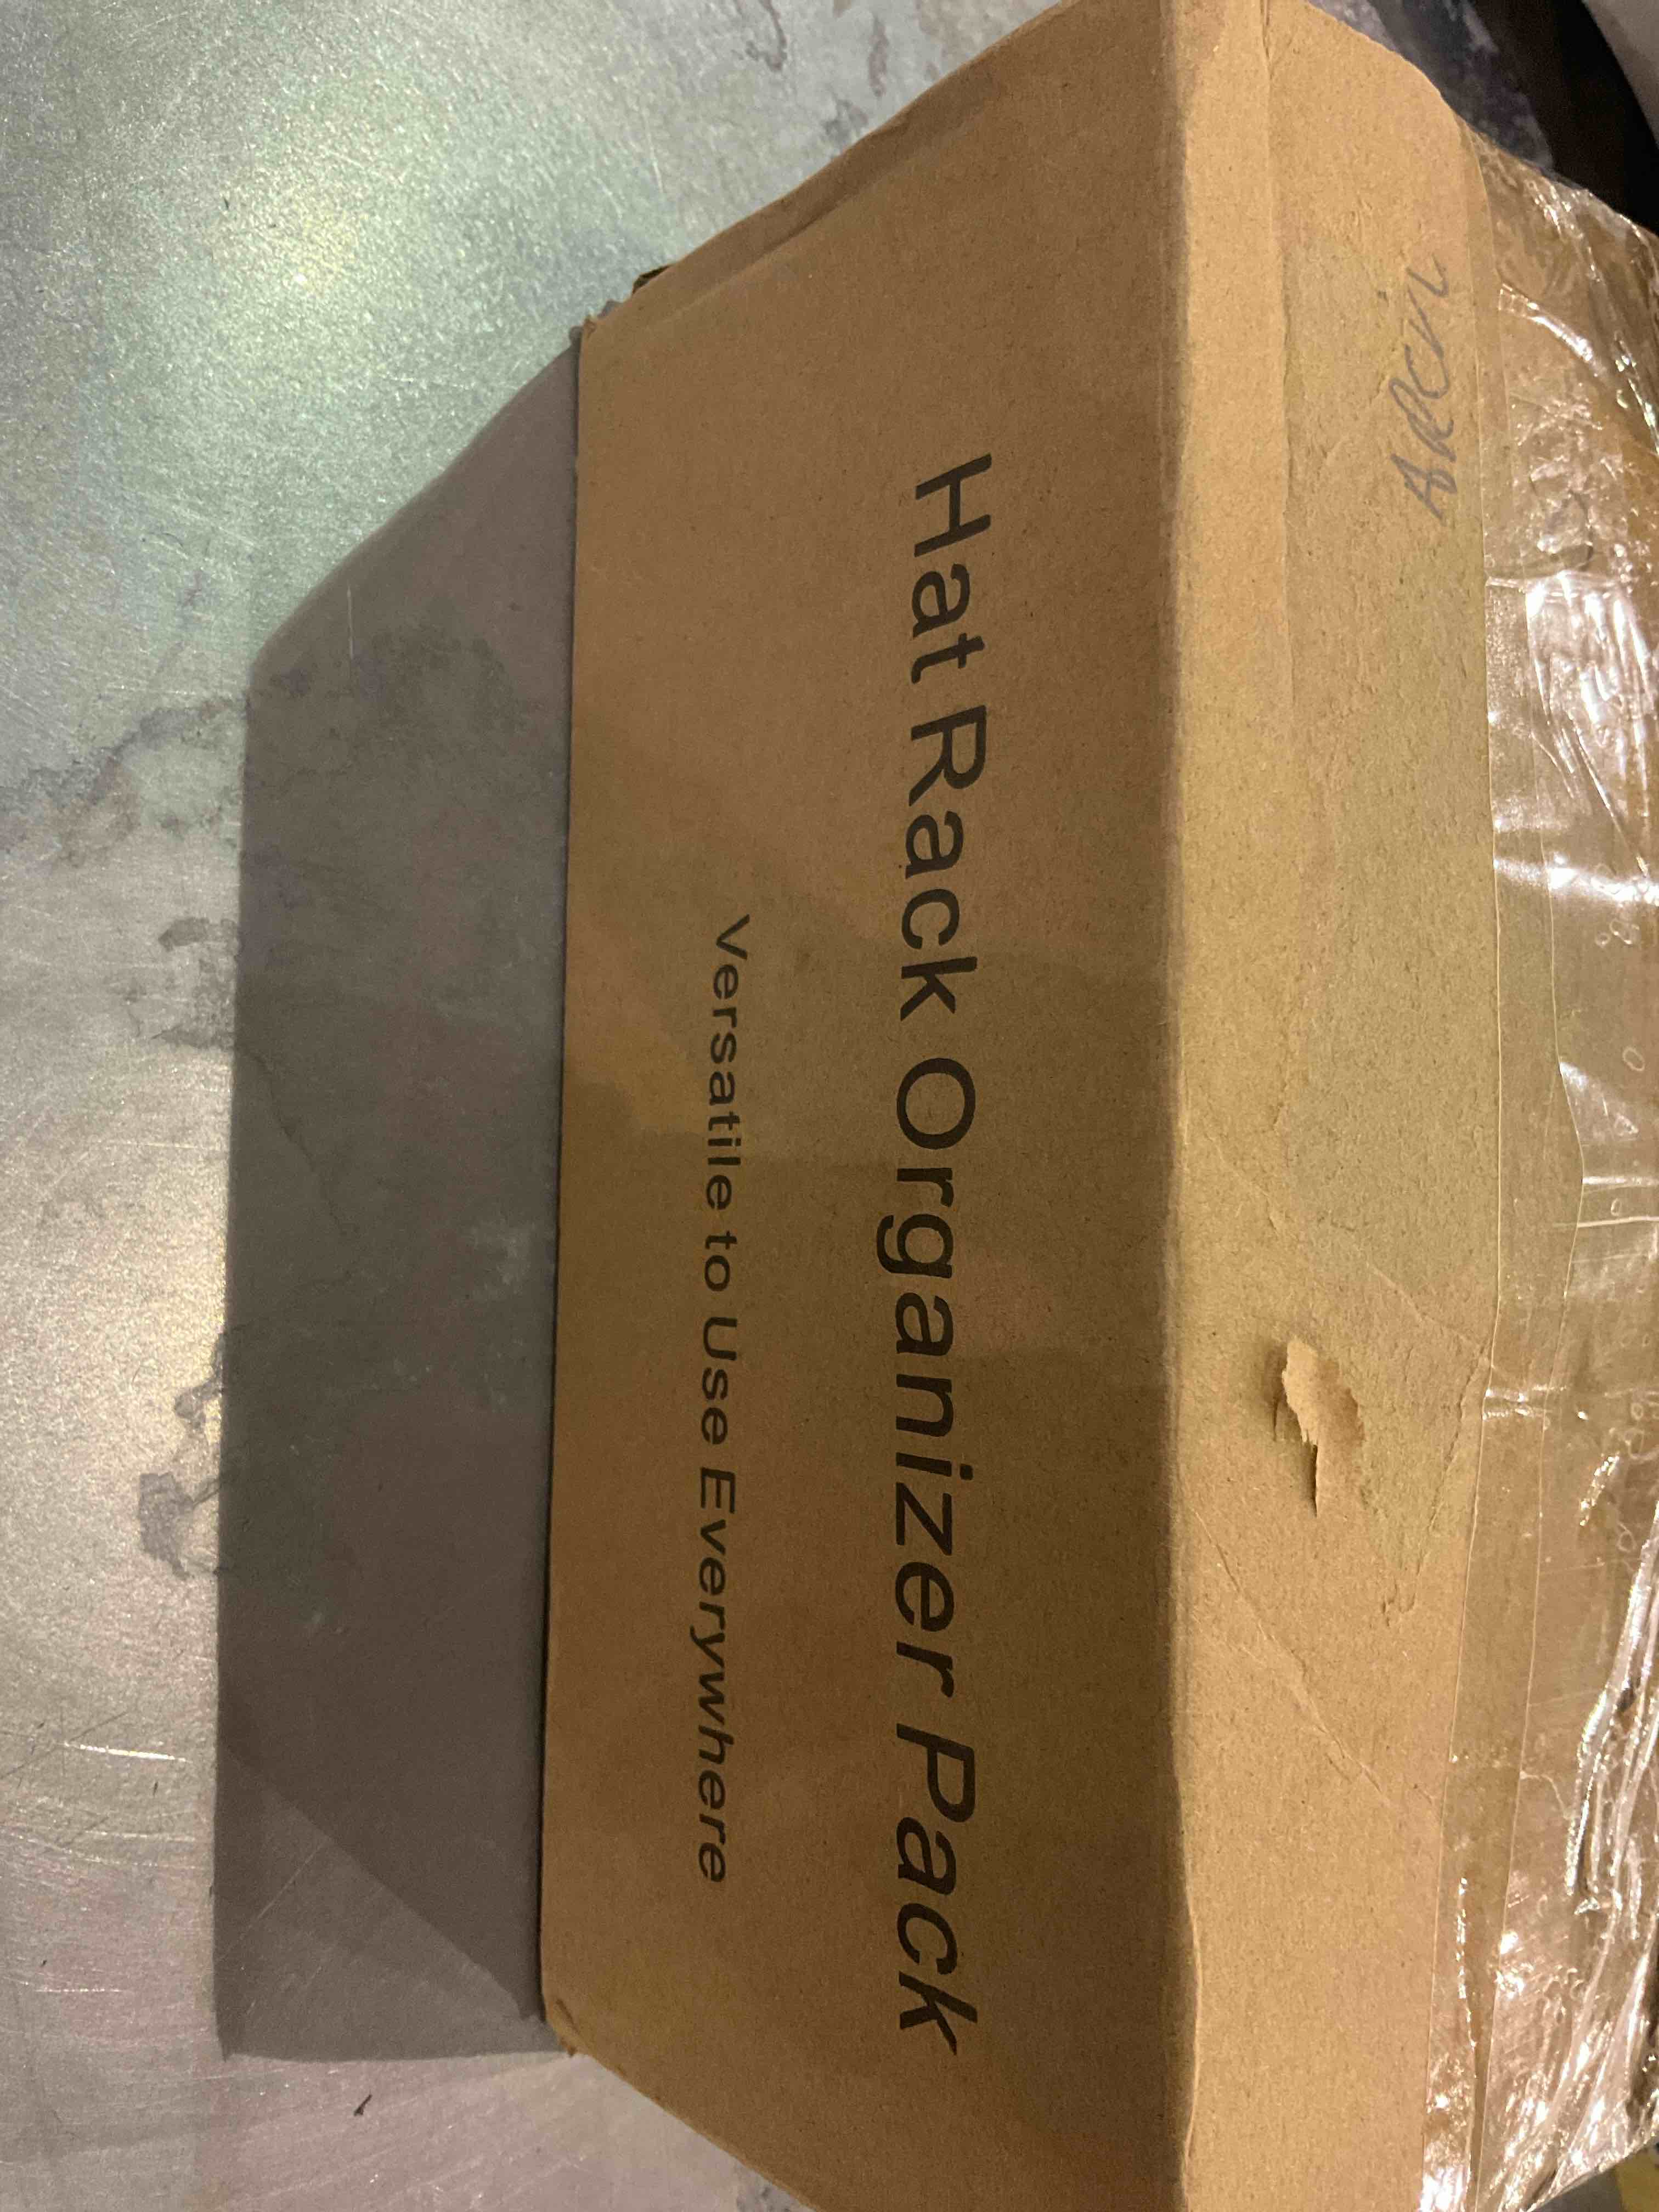 Hat Rack Organizer Pack
Versatile to Use Everywhere